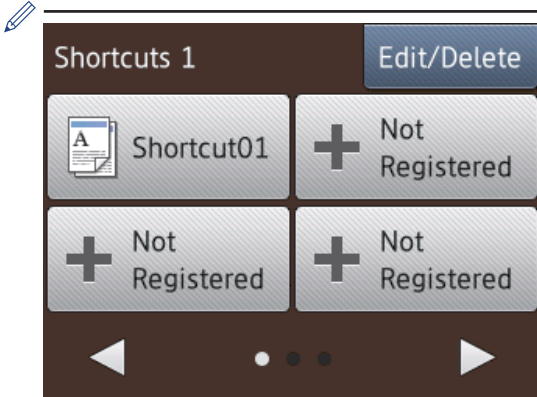 Shortcuts 1
Edit/Delete
A
Shortcut01
Not
Registered
Not
Registered
Not
Registered